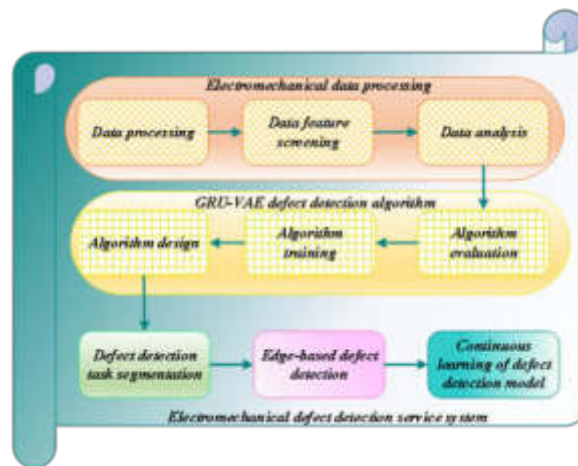 Electromechanical data processing
Data processing
Data feature
screening
Data analysis
GRU-VAE defect detection algorithm
Algorithm design
Algorithm
training
Algorithm
evaluation
Defect detection
task segmentation
Edge-based defect
detection
Continuous
learning of defect
detection model
Electromechanical defect detection service system